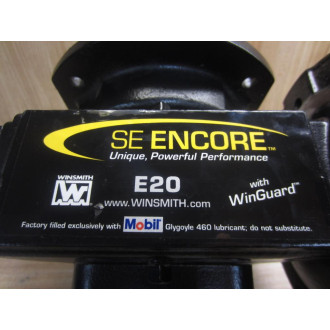 SE ENCORE™
Unique, Powerful Performance
WINSMITH
E20
www.WINSMITH.com
with
WinGuard™
Factory filled exclusively with Mobil Glygoyle 460 lubricant; do not substitute.